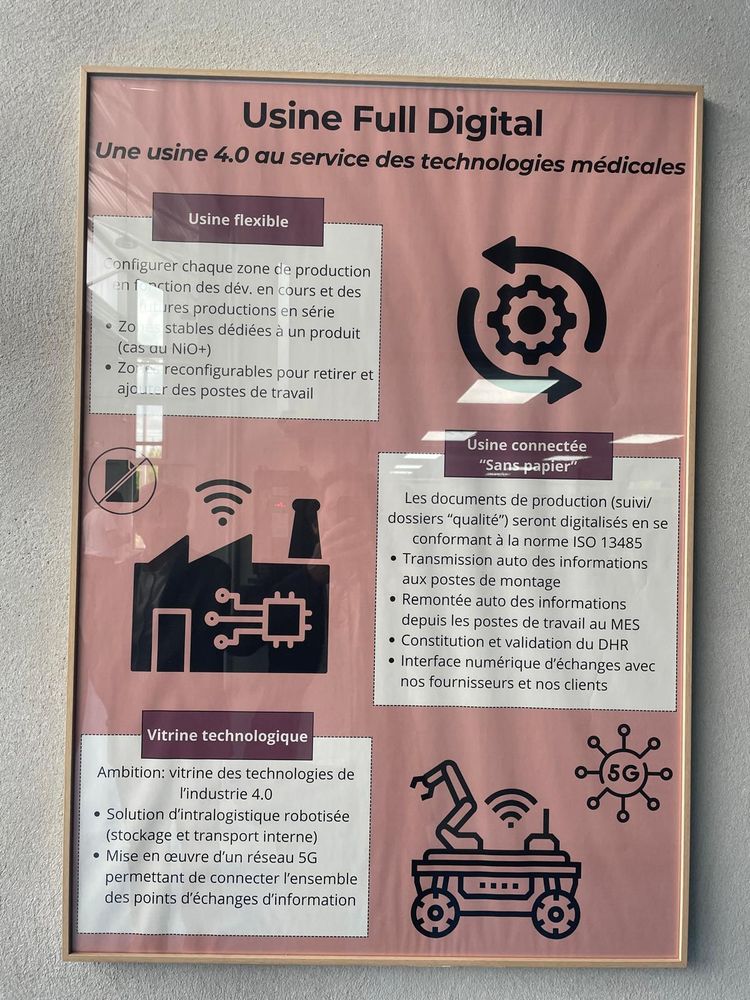 Usine Full Digital
Une usine 4.0 au service des technologies médicales
Usine flexible
Configurer chaque zone de production
en fonction des dév. en cours et des
futures productions en série
• Zones stables dédiées à un produit
(cas du NiO+)
• Zones reconfigurables pour retirer et
ajouter des postes de travail
Usine connectée
“Sans papier”
Les documents de production (suivi/
dossiers “qualité”) seront digitalisés en se
conformant à la norme ISO 13485
• Transmission auto des informations
aux postes de montage
• Remontée auto des informations
depuis les postes de travail au MES
• Constitution et validation du DHR
• Interface numérique d’échanges avec
nos fournisseurs et nos clients
Vitrine technologique
Ambition: vitrine des technologies de
l’industrie 4.0
• Solution d’intralogistique robotisée
(stockage et transport interne)
• Mise en œuvre d’un réseau 5G
permettant de connecter l’ensemble
des points d’échanges d’information
5G